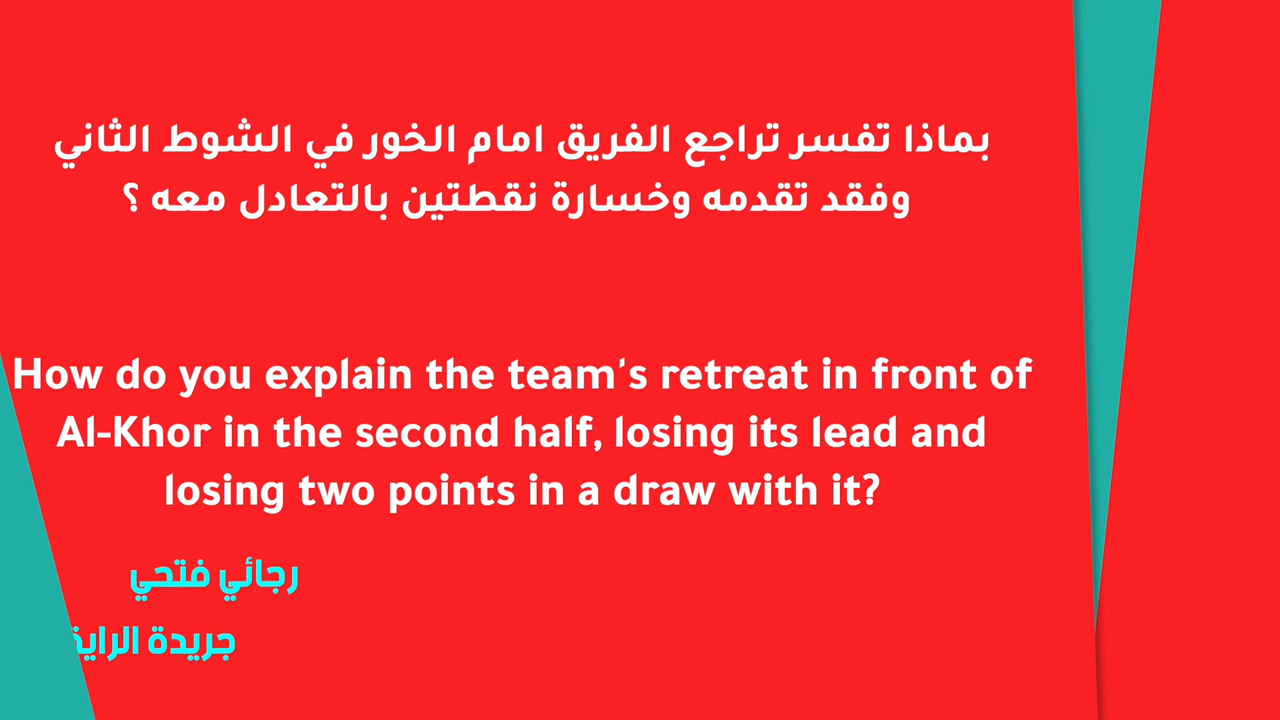 بماذا تفسر تراجع الفريق امام الخور في الشوط الثاني
وفقد تقدمه وخسارة نقطتين بالتعادل معه ؟
How do you explain the team's retreat in front of
Al-Khor in the second half, losing its lead and
losing two points in a draw with it?
رجائي فتحي
جريدة الراية